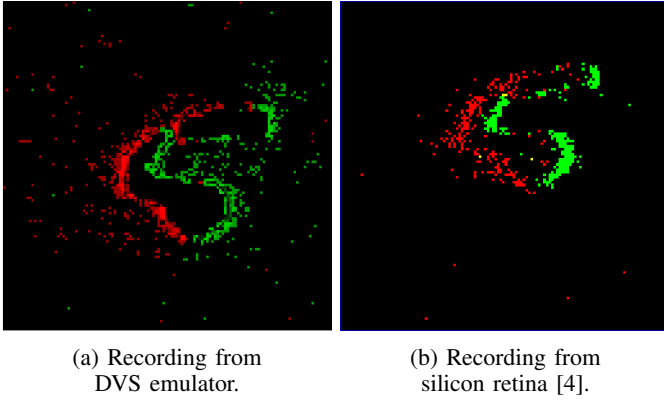 (a) Recording from
DVS emulator.
(b) Recording from
silicon retina [4].